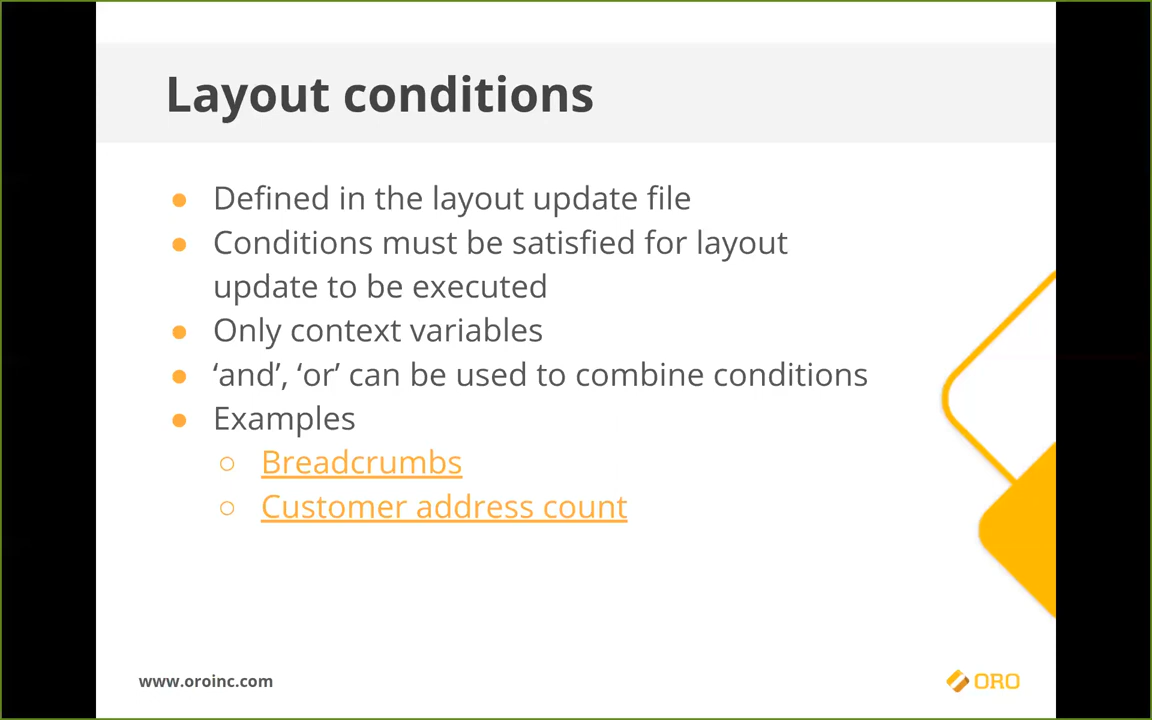 Layout conditions
● Defined in the layout update file
● Conditions must be satisfied for layout
update to be executed
● Only context variables
● ‘and’, ‘or’ can be used to combine conditions
● Examples
○ Breadcrumbs
○ Customer address count
www.oroinc.com
ORO